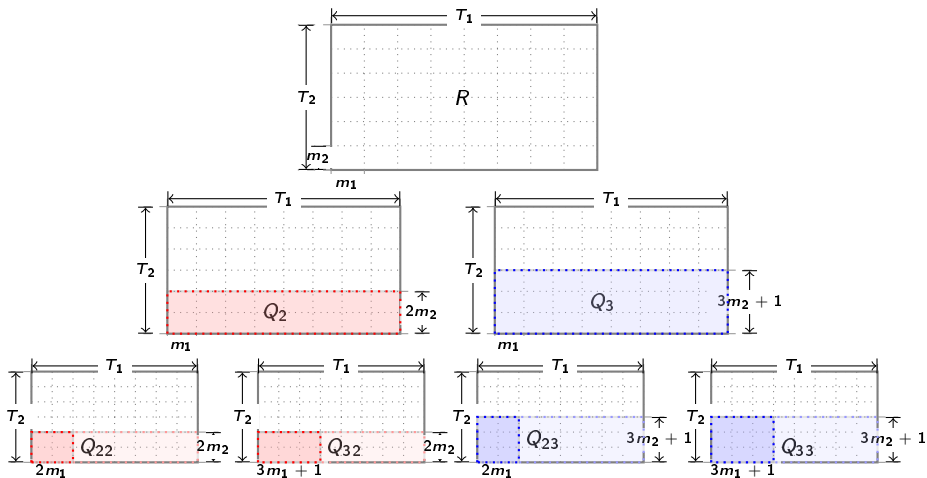 T₁
T₂
R
m₂
m₁
T₁ T₁
T₂ T₂
Q₂ 2m₂ Q₃ 3m₂ + 1
m₁ m₁
T₁ T₁ T₁ T₁
T₂ T₂ T₂ T₂
Q₂₂ 2m₂ Q₃₂ 2m₂ Q₂₃ 3m₂ + 1 Q₃₃ 3m₂ + 1
2m₁ 3m₁ + 1 2m₁ 3m₁ + 1